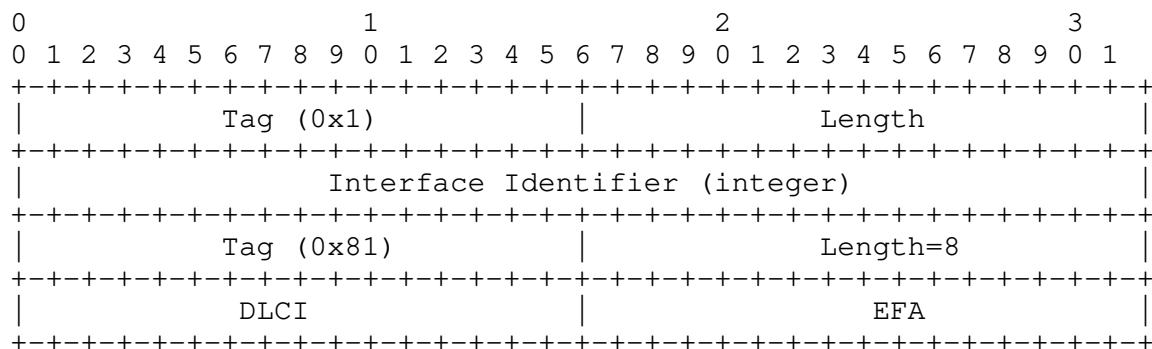 0                   1                   2                   3
0 1 2 3 4 5 6 7 8 9 0 1 2 3 4 5 6 7 8 9 0 1 2 3 4 5 6 7 8 9 0 1
+-+-+-+-+-+-+-+-+-+-+-+-+-+-+-+-+-+-+-+-+-+-+-+-+-+-+-+-+-+-+-+-+
|           Tag (0x1)           |             Length            |
+-+-+-+-+-+-+-+-+-+-+-+-+-+-+-+-+-+-+-+-+-+-+-+-+-+-+-+-+-+-+-+-+
|                 Interface Identifier (integer)                |
+-+-+-+-+-+-+-+-+-+-+-+-+-+-+-+-+-+-+-+-+-+-+-+-+-+-+-+-+-+-+-+-+
|           Tag (0x81)          |             Length=8          |
+-+-+-+-+-+-+-+-+-+-+-+-+-+-+-+-+-+-+-+-+-+-+-+-+-+-+-+-+-+-+-+-+
|            DLCI               |                EFA            |
+-+-+-+-+-+-+-+-+-+-+-+-+-+-+-+-+-+-+-+-+-+-+-+-+-+-+-+-+-+-+-+-+